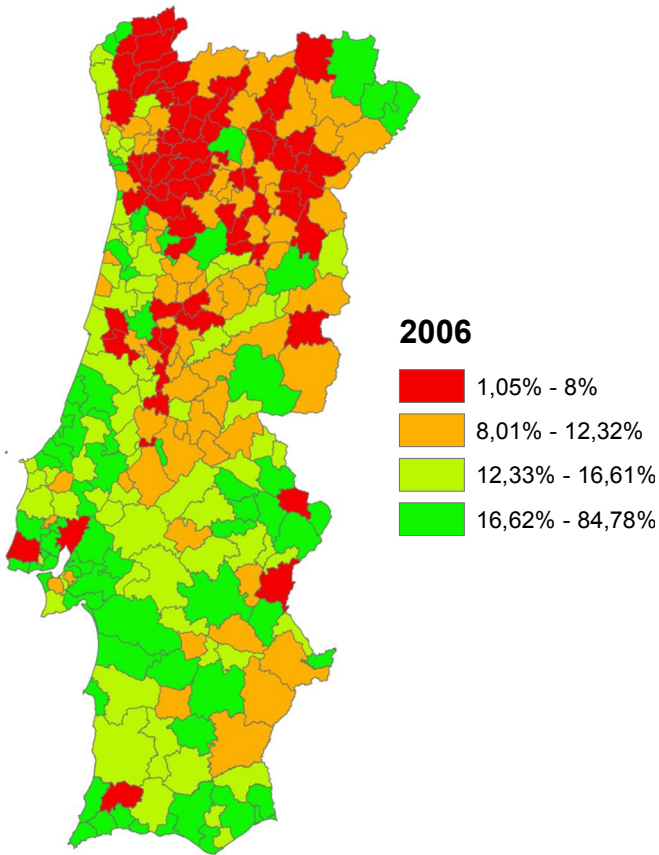 2006
1,05% - 8%
8,01% - 12,32%
12,33% - 16,61%
16,62% - 84,78%